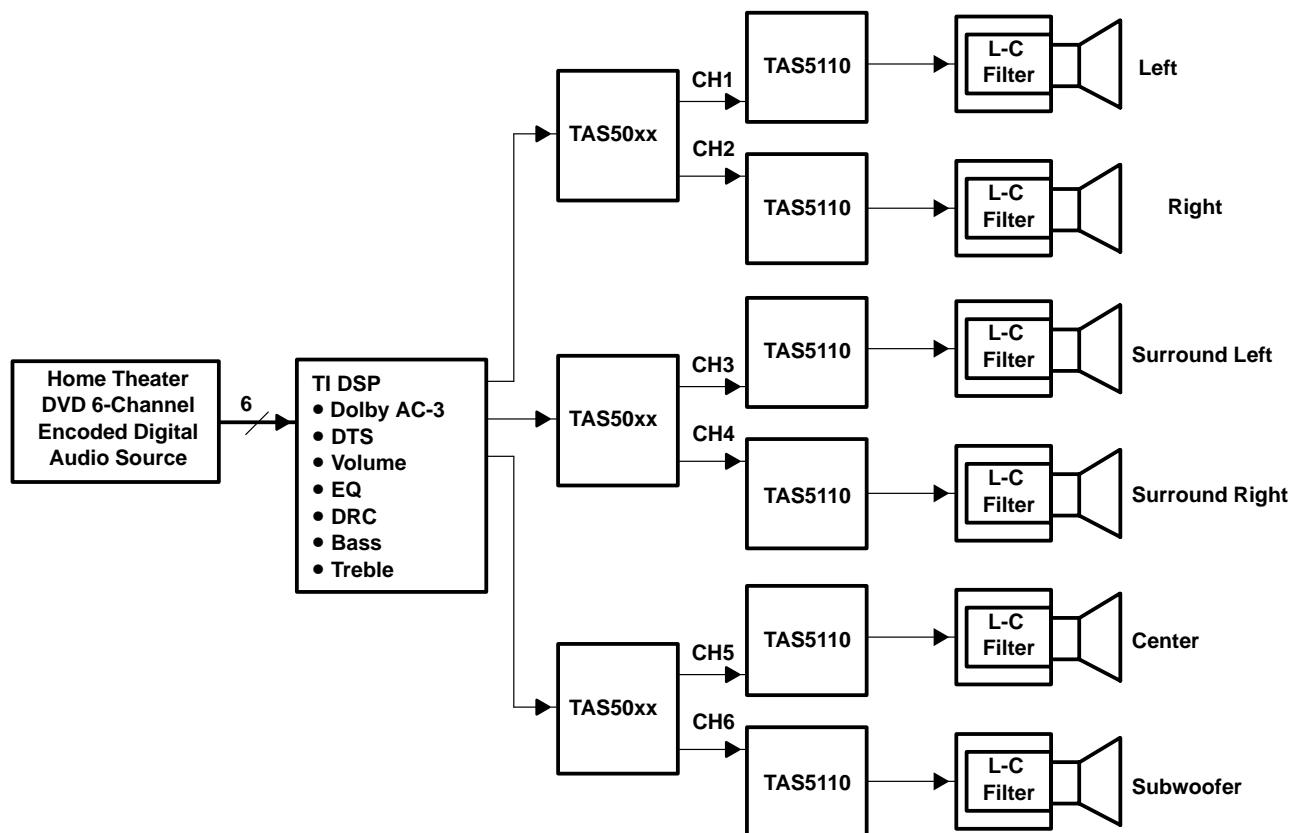 Home Theater
DVD 6-Channel
Encoded Digital
Audio Source
6
TI DSP
● Dolby AC-3
● DTS
● Volume
● EQ
● DRC
● Bass
● Treble
TAS50xx
CH1
TAS5110
L-C
Filter
Left
CH2
TAS5110
L-C
Filter
Right
TAS50xx
CH3
TAS5110
L-C
Filter
Surround Left
CH4
TAS5110
L-C
Filter
Surround Right
TAS50xx
CH5
TAS5110
L-C
Filter
Center
CH6
TAS5110
L-C
Filter
Subwoofer